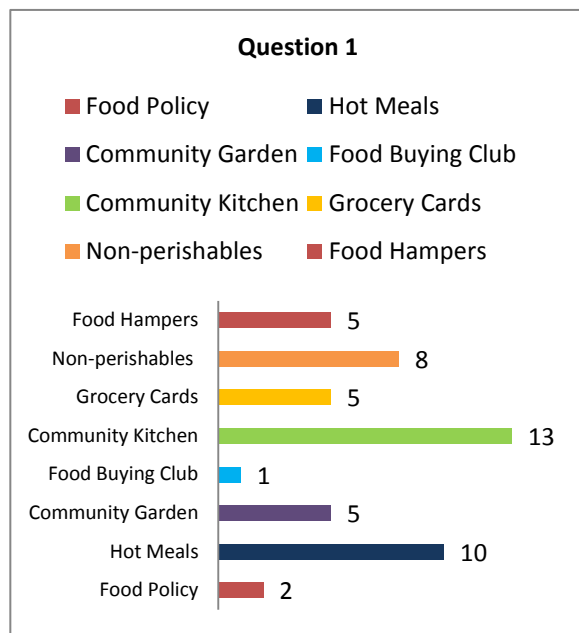 Question 1
Food Policy Hot Meals
Community Garden Food Buying Club
Community Kitchen Grocery Cards
Non-perishables Food Hampers
Food Hampers 5
Non-perishables 8
Grocery Cards 5
Community Kitchen 13
Food Buying Club 1
Community Garden 5
Hot Meals 10
Food Policy 2